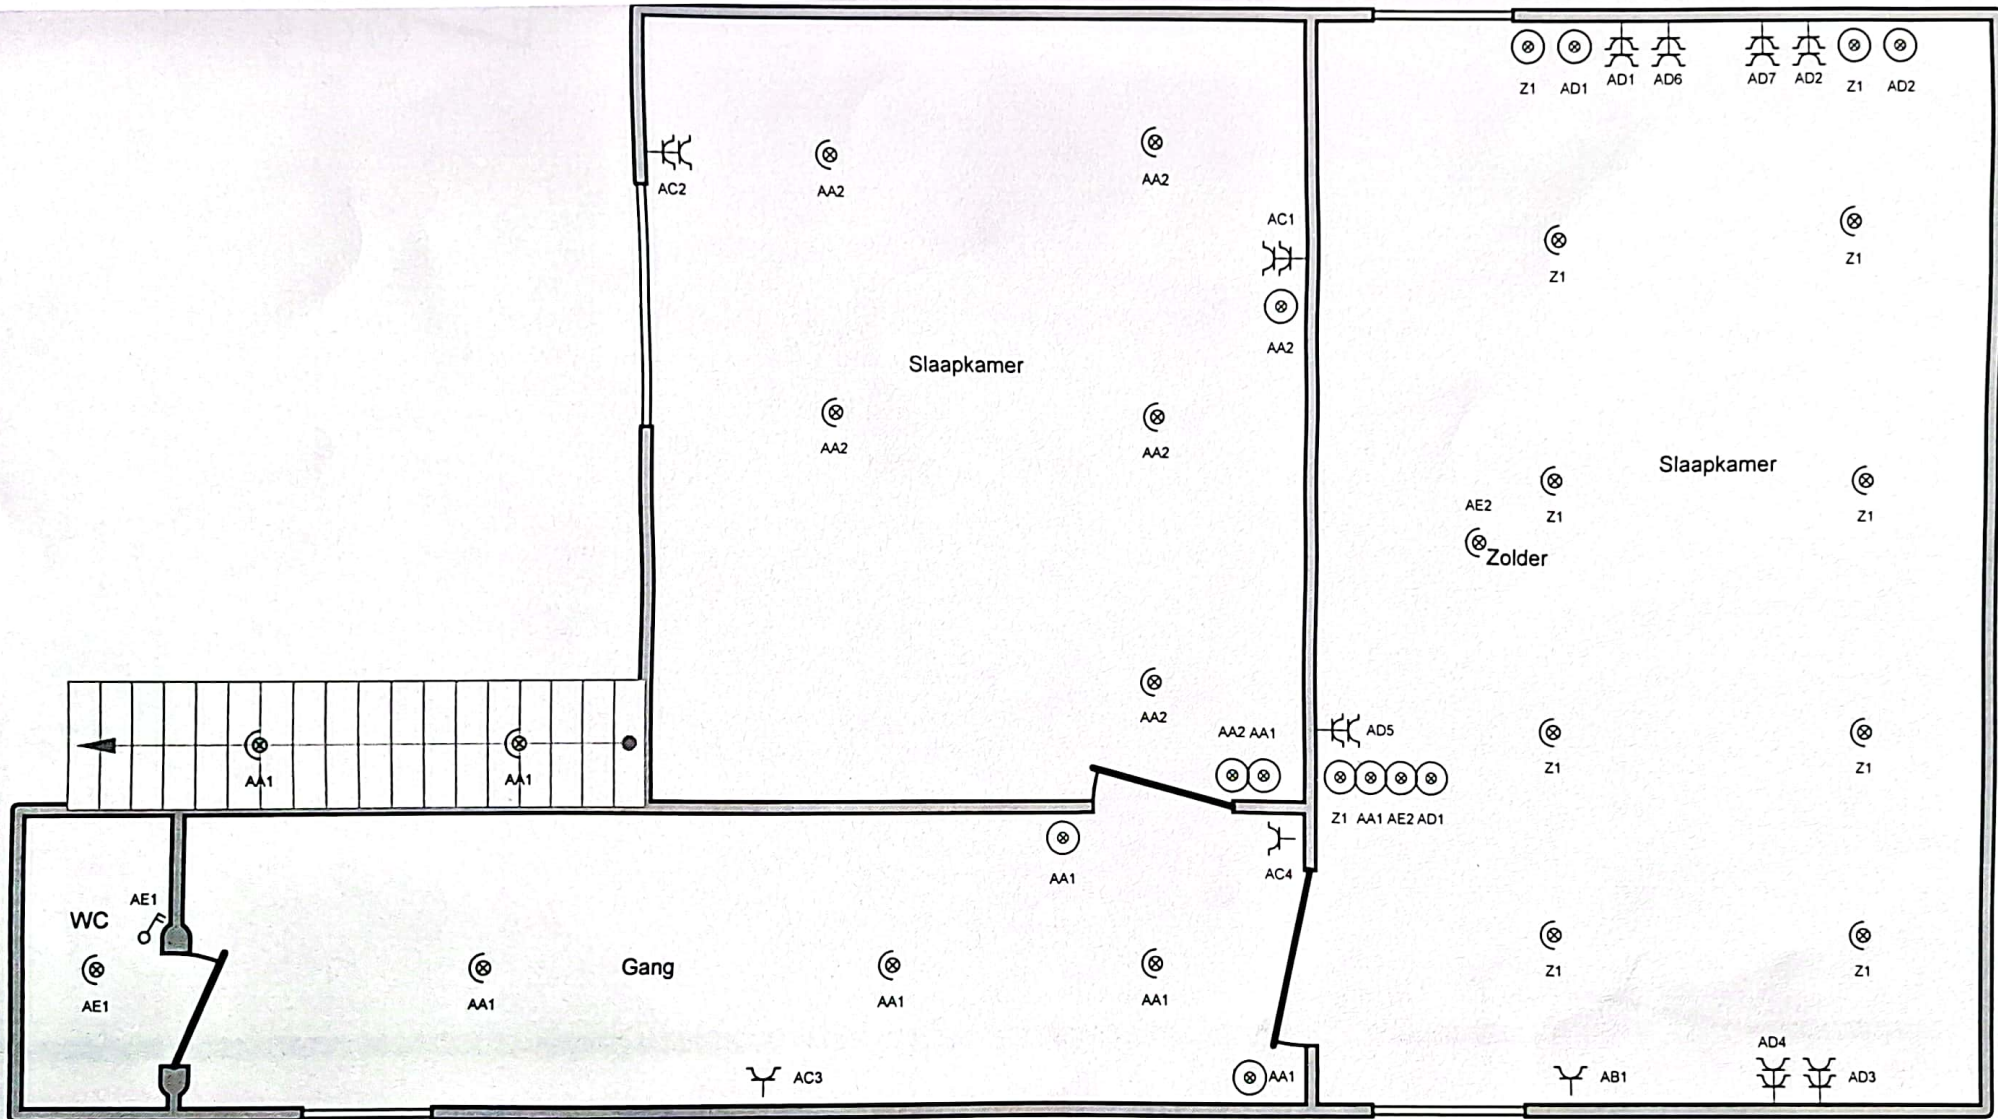 Z1 AD1 AD1 AD6 AD7 AD2 Z1 AD2
AC2 AA2 AA2
AC1
Z1 Z1
AA2
Slaapkamer
AA2 AA2
Slaapkamer
AE2
Z1 Z1
Zolder
AA2
AA2 AA1 AD5
AA1 AA1
Z1 Z1
Z1 AA1 AE2 AD1
AA1 AC4
AE1
WC
Gang
Z1 Z1
AE1 AA1 AA1 AA1
AD4
AC3 AA1 AB1 AD3